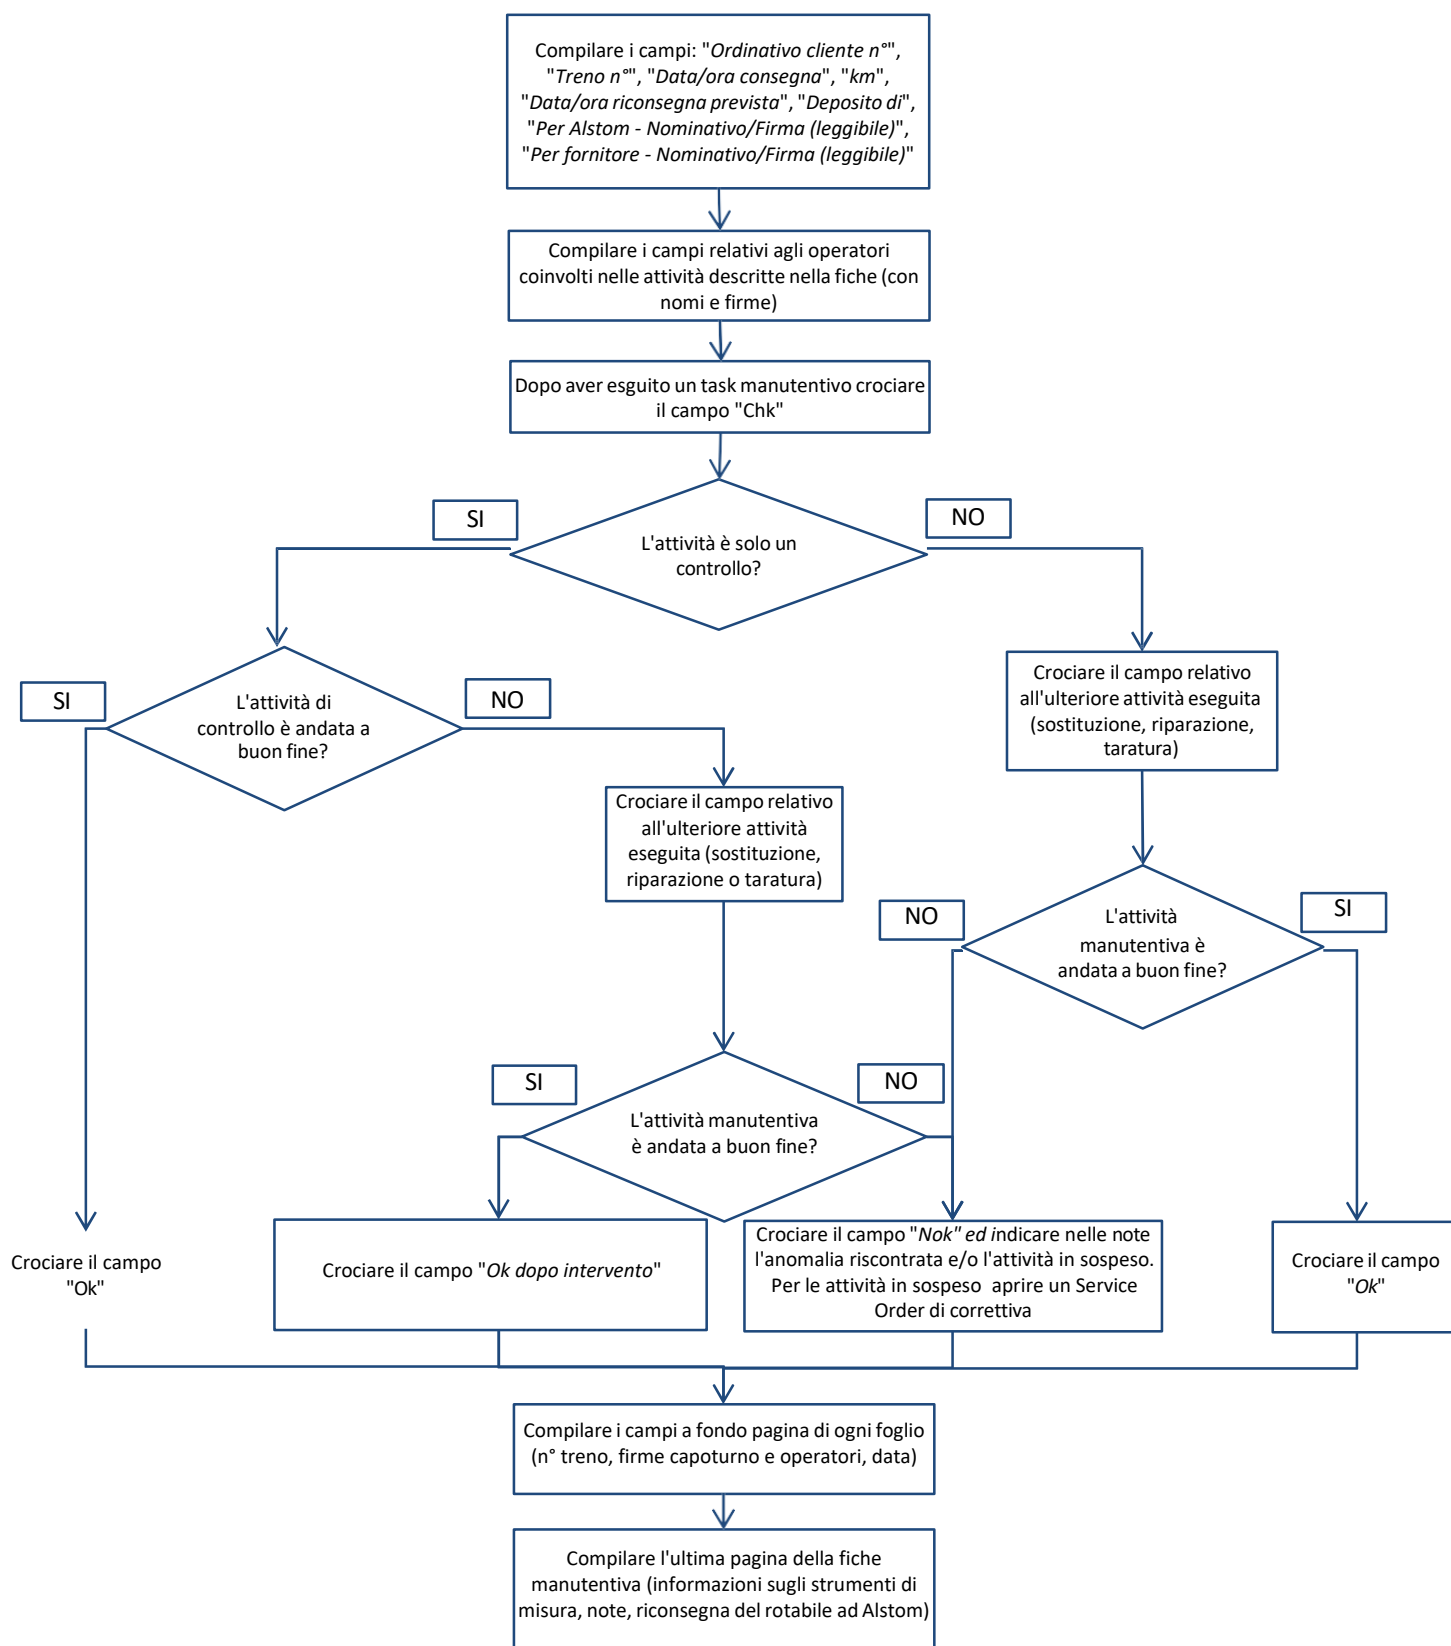 Compilare i campi: "Ordinativo cliente n°",
"Treno n°", "Data/ora consegna", "km",
"Data/ora riconsegna prevista", "Deposito di",
"Per Alstom - Nominativo/Firma (leggibile)",
"Per fornitore - Nominativo/Firma (leggibile)"
Compilare i campi relativi agli operatori
coinvolti nelle attività descritte nella fiche (con
nomi e firme)
Dopo aver esguito un task manutentivo crociare
il campo "Chk"
SI
NO
L'attività è solo un
controllo?
SI
L'attività di
controllo è andata a
buon fine?
NO
Crociare il campo relativo
all'ulteriore attività eseguita
(sostituzione, riparazione,
taratura)
Crociare il campo relativo
all'ulteriore attività
eseguita (sostituzione,
riparazione o taratura)
NO
L'attività
manutentiva è
andata a buon fine?
SI
SI
NO
L'attività manutentiva
è andata a buon fine?
Crociare il campo
"Ok"
Crociare il campo "Ok dopo intervento"
Crociare il campo "Nok" ed indicare nelle note
l'anomalia riscontrata e/o l'attività in sospeso.
Per le attività in sospeso aprire un Service
Order di correttiva
Crociare il campo
"Ok"
Compilare i campi a fondo pagina di ogni foglio
(n° treno, firme capoturno e operatori, data)
Compilare l'ultima pagina della fiche
manutentiva (informazioni sugli strumenti di
misura, note, riconsegna del rotabile ad Alstom)